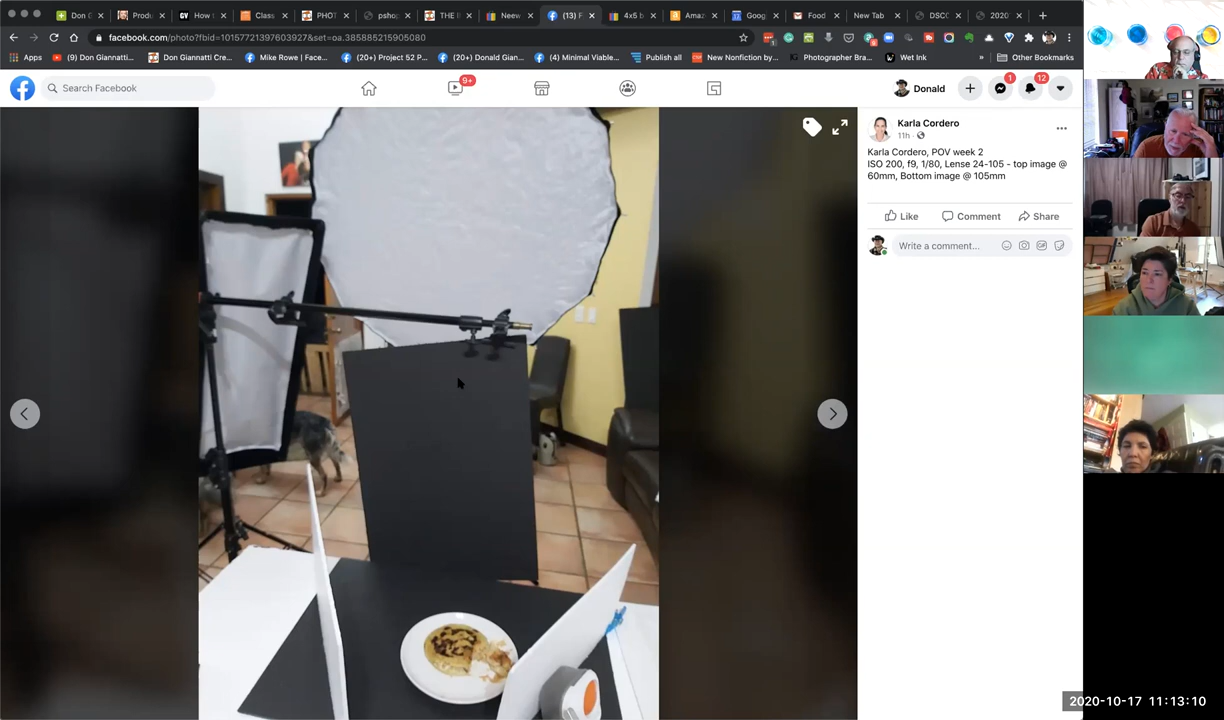 Don G
Produ
How t
Class
PHOT
pshop
THE I
Neew
(13) F
4x5 b
Amaz
Goog
Food
New Tab
DSC
2020
facebook.com/photo?fbid=10157721397603927&set=oa.385885215905080
Apps
(9) Don Giannatti...
Don Giannatti Cre...
Mike Rowe | Face...
(20+) Project 52 P...
(20+) Donald Gian...
(4) Minimal Viable...
Publish all
New Nonfiction by...
Photographer Bra...
Wet Ink
»
Other Bookmarks
Search Facebook
9+
Donald
1
12
Karla Cordero
11h ·
Karla Cordero, POV week 2
ISO 200, f9, 1/80, Lense 24-105 - top image @
60mm, Bottom image @ 105mm
Like
Comment
Share
Write a comment...
2020-10-17 11:13:10